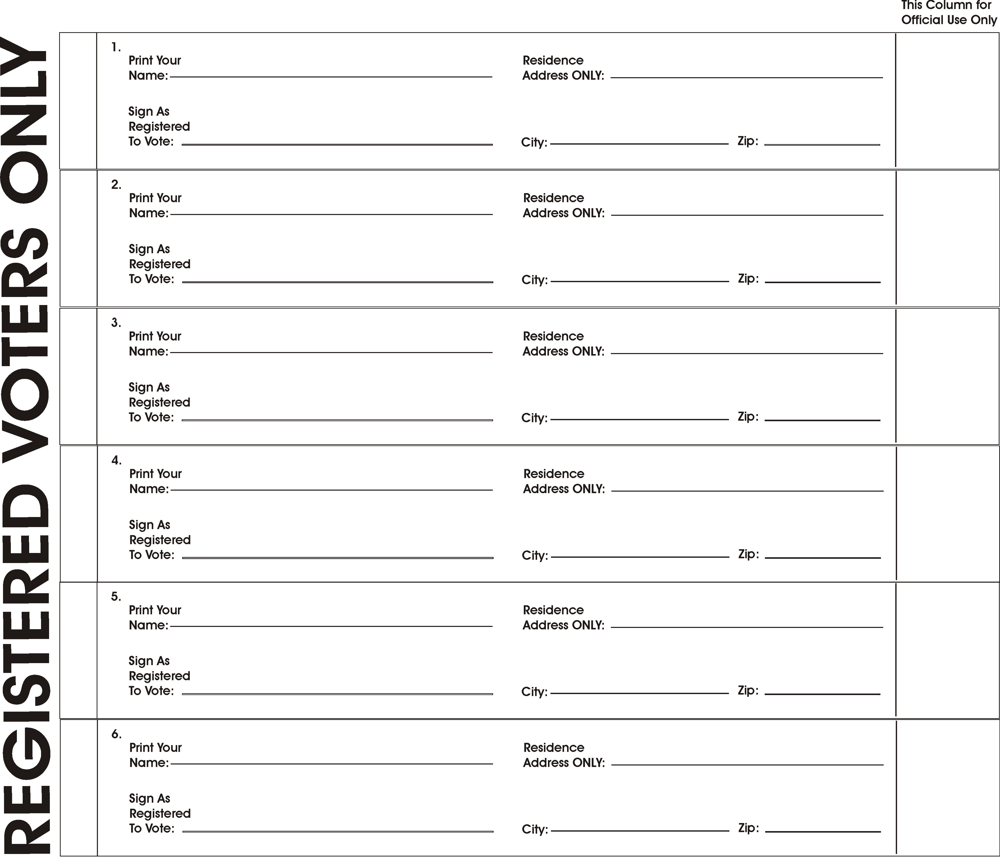 This Column for
Official Use Only
REGISTERED VOTERS ONLY
1.
Print Your
Name:
Residence
Address ONLY:
Sign As
Registered
To Vote:
City:
Zip:
2.
Print Your
Name:
Residence
Address ONLY:
Sign As
Registered
To Vote:
City:
Zip:
3.
Print Your
Name:
Residence
Address ONLY:
Sign As
Registered
To Vote:
City:
Zip:
4.
Print Your
Name:
Residence
Address ONLY:
Sign As
Registered
To Vote:
City:
Zip:
5.
Print Your
Name:
Residence
Address ONLY:
Sign As
Registered
To Vote:
City:
Zip:
6.
Print Your
Name:
Residence
Address ONLY:
Sign As
Registered
To Vote:
City:
Zip: